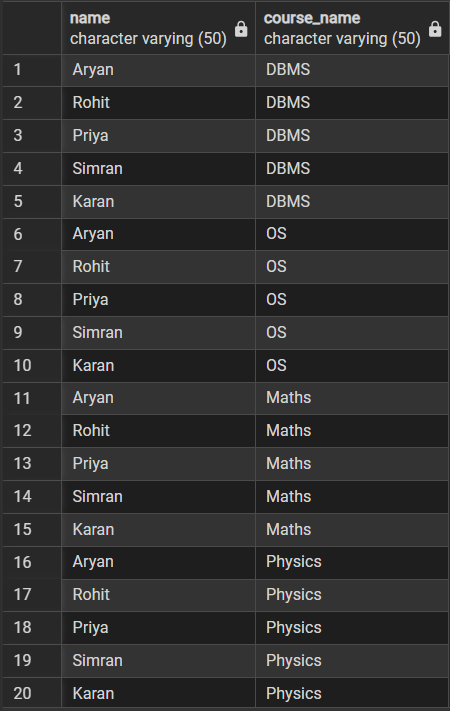 name course_name
character varying (50) character varying (50)
1 Aryan DBMS
2 Rohit DBMS
3 Priya DBMS
4 Simran DBMS
5 Karan DBMS
6 Aryan OS
7 Rohit OS
8 Priya OS
9 Simran OS
10 Karan OS
11 Aryan Maths
12 Rohit Maths
13 Priya Maths
14 Simran Maths
15 Karan Maths
16 Aryan Physics
17 Rohit Physics
18 Priya Physics
19 Simran Physics
20 Karan Physics